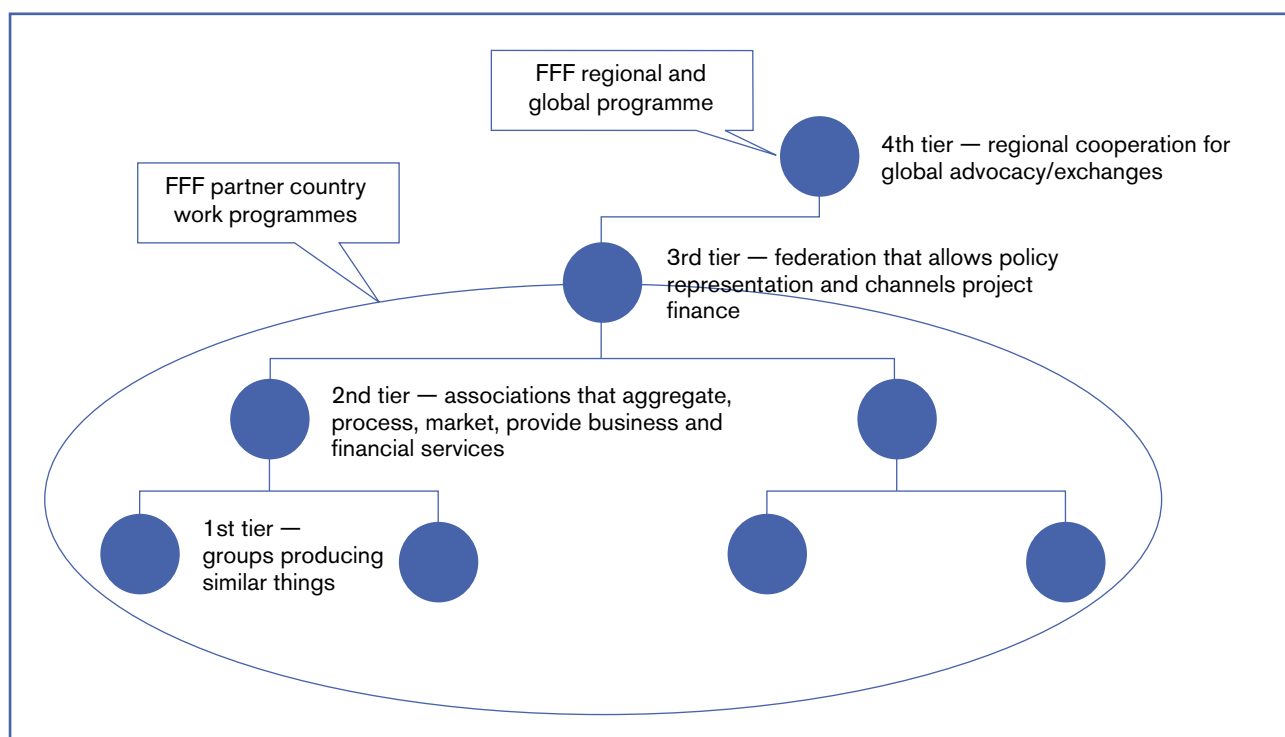 FFF regional and
global programme
4th tier — regional cooperation for
global advocacy/exchanges
FFF partner country
work programmes
3rd tier — federation that allows policy
representation and channels project
finance
2nd tier — associations that aggregate,
process, market, provide business and
financial services
1st tier —
groups producing
similar things